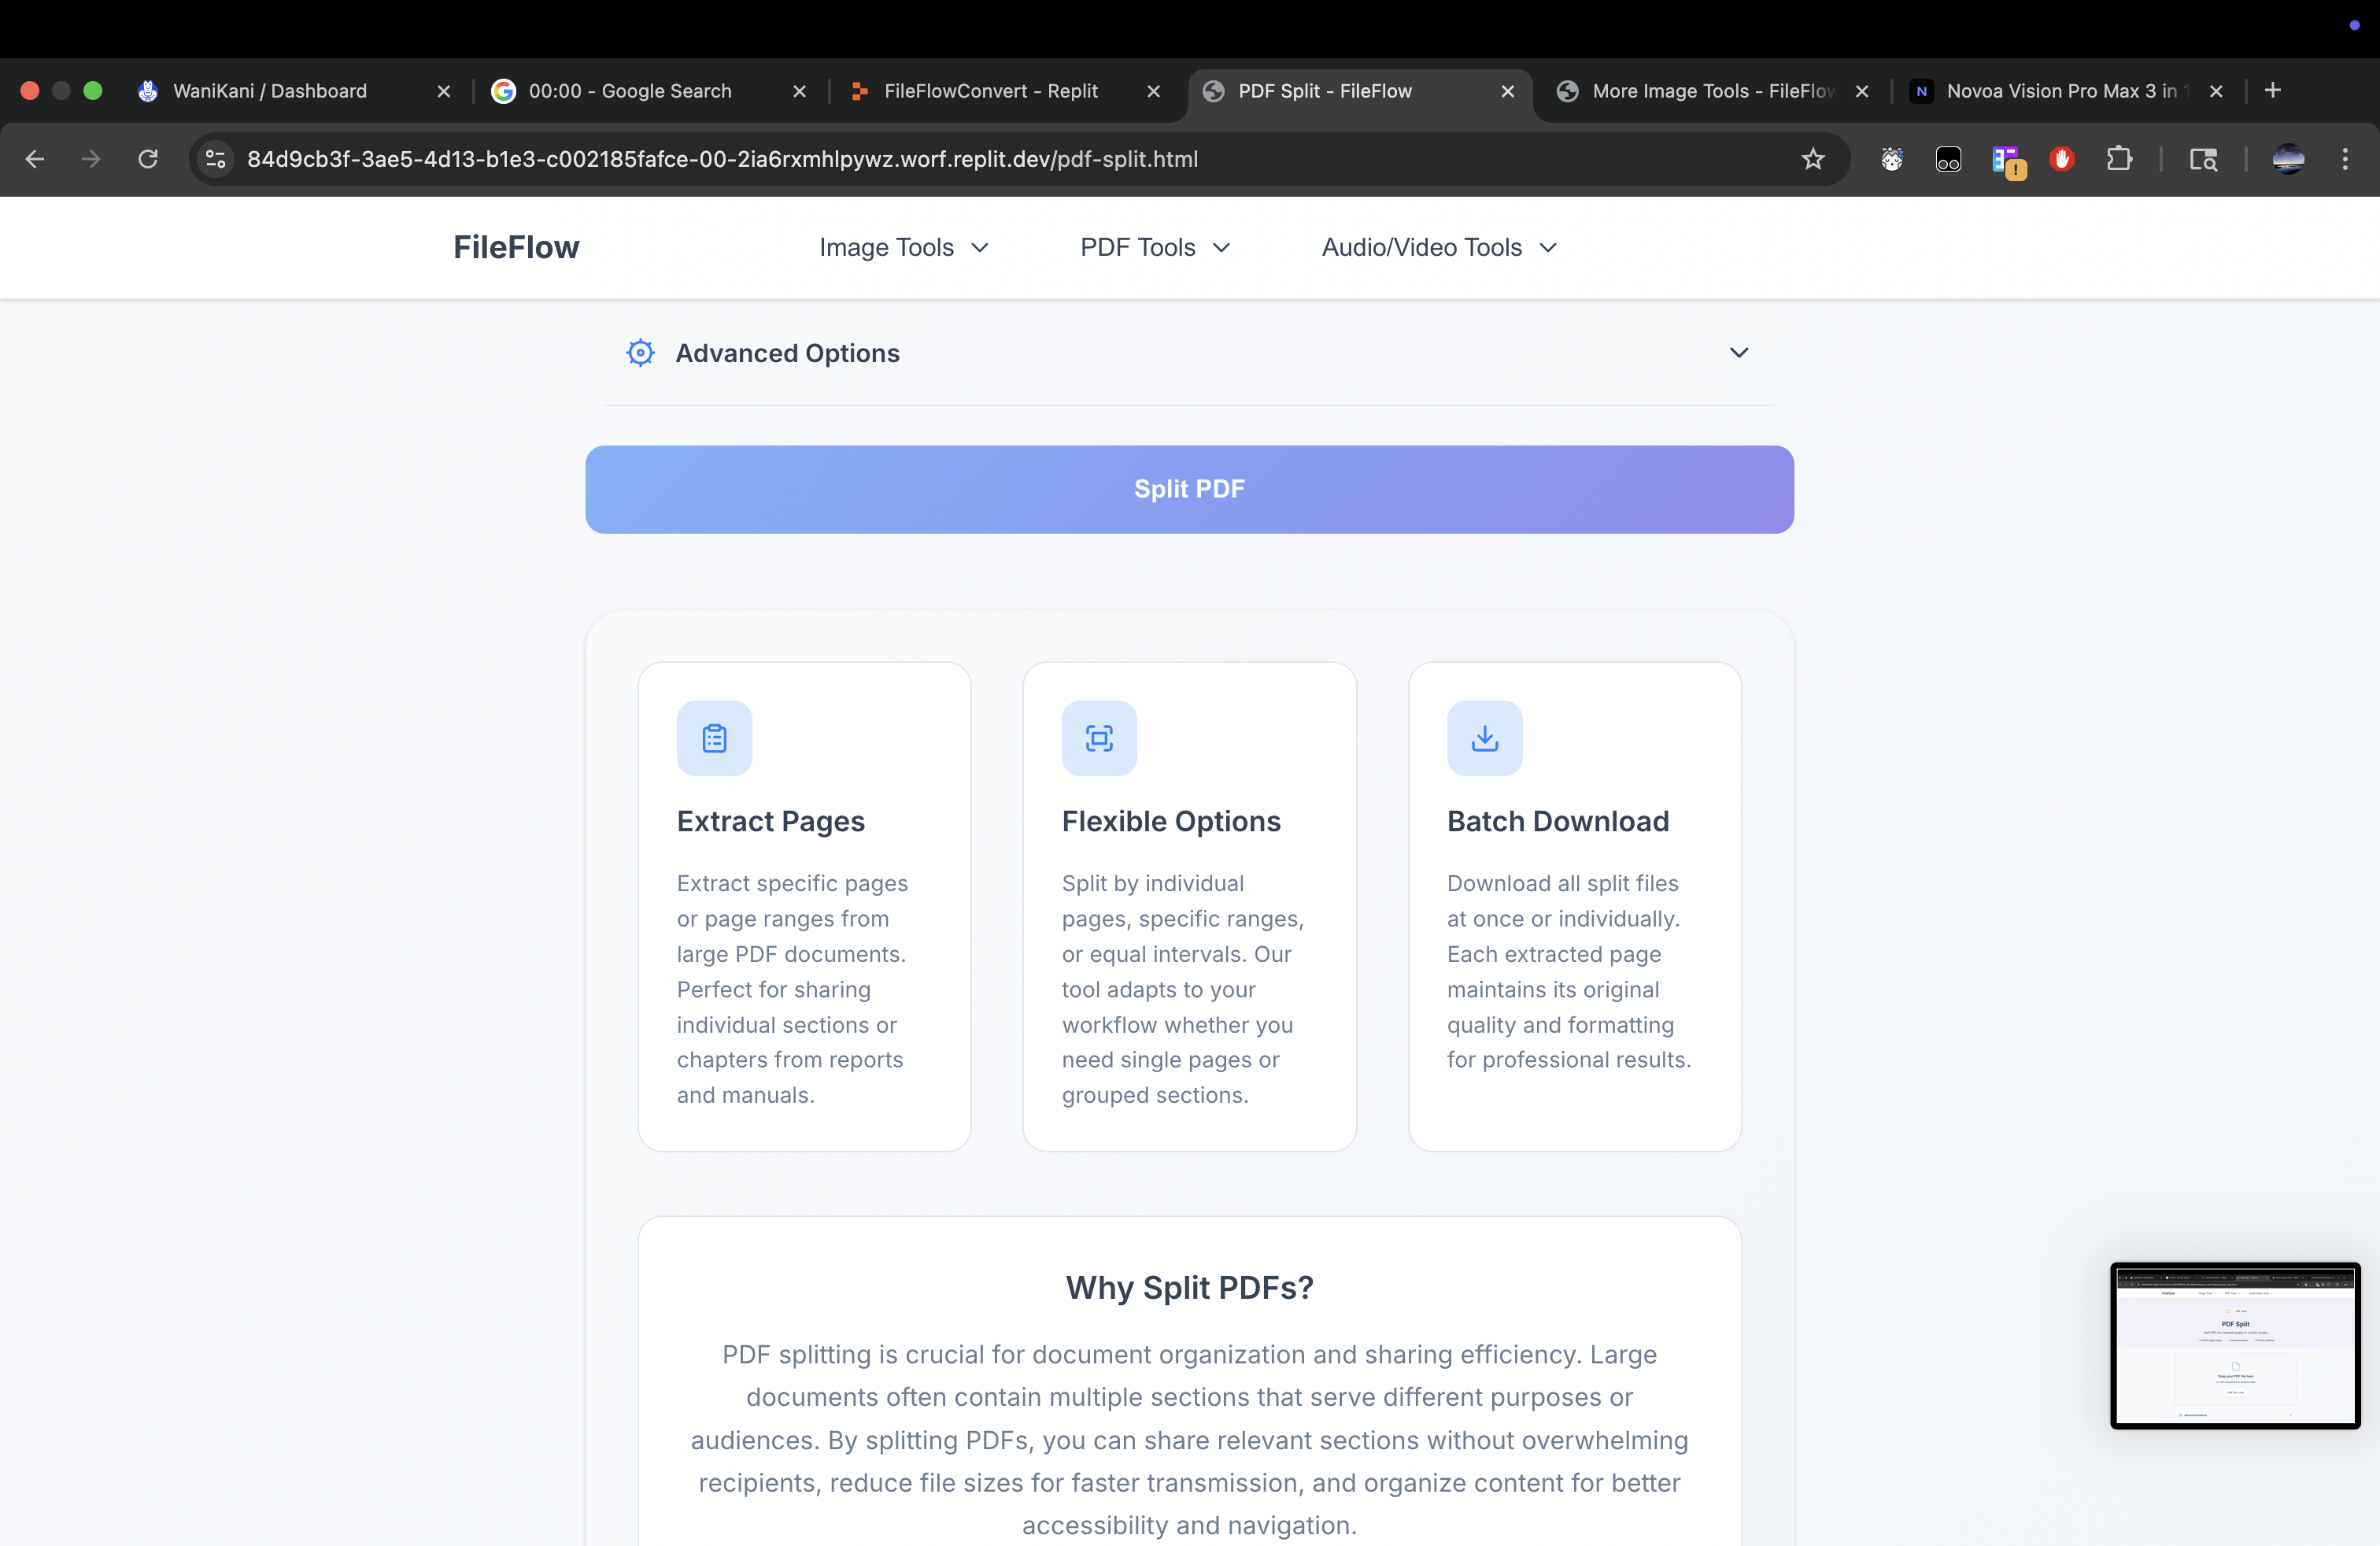 WaniKani / Dashboard
00:00 - Google Search
FileFlowConvert - Replit
PDF Split - FileFlow
More Image Tools - FileFlow
Novoa Vision Pro Max 3 in
84d9cb3f-3ae5-4d13-b1e3-c002185fafce-00-2ia6rxmhlpywz.worf.replit.dev/pdf-split.html
FileFlow
Image Tools
PDF Tools
Audio/Video Tools
Advanced Options
Split PDF
Extract Pages
Extract specific pages
or page ranges from
large PDF documents.
Perfect for sharing
individual sections or
chapters from reports
and manuals.
Flexible Options
Split by individual
pages, specific ranges,
or equal intervals. Our
tool adapts to your
workflow whether you
need single pages or
grouped sections.
Batch Download
Download all split files
at once or individually.
Each extracted page
maintains its original
quality and formatting
for professional results.
Why Split PDFs?
PDF splitting is crucial for document organization and sharing efficiency. Large
documents often contain multiple sections that serve different purposes or
audiences. By splitting PDFs, you can share relevant sections without overwhelming
recipients, reduce file sizes for faster transmission, and organize content for better
accessibility and navigation.
PDF Split